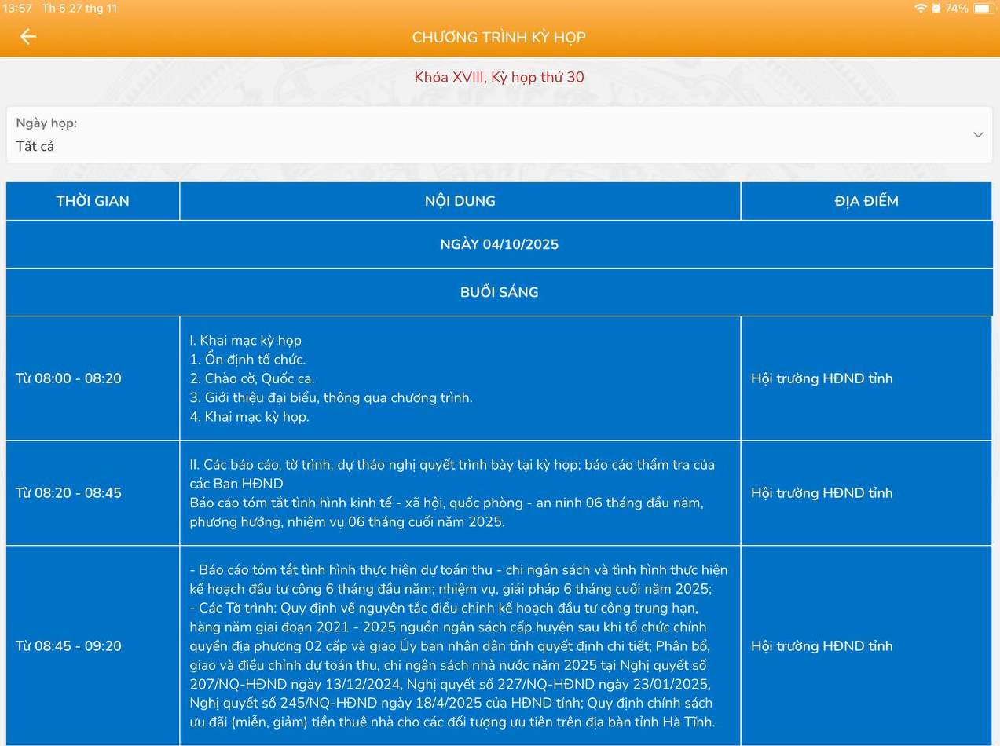 13:57 Th 5 27 thg 11
74%
CHƯƠNG TRÌNH KỲ HỌP
Khóa XVIII, Kỳ họp thứ 30
Ngày họp:
Tất cả
THỜI GIAN NỘI DUNG ĐỊA ĐIỂM
NGÀY 04/10/2025
BUỔI SÁNG
Từ 08:00 - 08:20
I. Khai mạc kỳ họp
1. Ổn định tổ chức.
2. Chào cờ, Quốc ca.
3. Giới thiệu đại biểu, thông qua chương trình.
4. Khai mạc kỳ họp.
Hội trường HĐND tỉnh
Từ 08:20 - 08:45
II. Các báo cáo, tờ trình, dự thảo nghị quyết trình bày tại kỳ họp; báo cáo thẩm tra của
các Ban HĐND
Báo cáo tóm tắt tình hình kinh tế - xã hội, quốc phòng - an ninh 06 tháng đầu năm,
phương hướng, nhiệm vụ 06 tháng cuối năm 2025.
Hội trường HĐND tỉnh
Từ 08:45 - 09:20
- Báo cáo tóm tắt tình hình thực hiện dự toán thu - chi ngân sách và tình hình thực hiện
kế hoạch đầu tư công 6 tháng đầu năm; nhiệm vụ, giải pháp 6 tháng cuối năm 2025;
- Các Tờ trình: Quy định về nguyên tắc điều chỉnh kế hoạch đầu tư công trung hạn,
hàng năm giai đoạn 2021 - 2025 nguồn ngân sách cấp huyện sau khi tổ chức chính
quyền địa phương 02 cấp và giao Ủy ban nhân dân tỉnh quyết định chi tiết; Phân bổ,
giao và điều chỉnh dự toán thu, chi ngân sách nhà nước năm 2025 tại Nghị quyết số
207/NQ-HĐND ngày 13/12/2024, Nghị quyết số 227/NQ-HĐND ngày 23/01/2025,
Nghị quyết số 245/NQ-HĐND ngày 18/4/2025 của HĐND tỉnh; Quy định chính sách
ưu đãi (miễn, giảm) tiền thuê nhà cho các đối tượng ưu tiên trên địa bàn tỉnh Hà Tĩnh.
Hội trường HĐND tỉnh